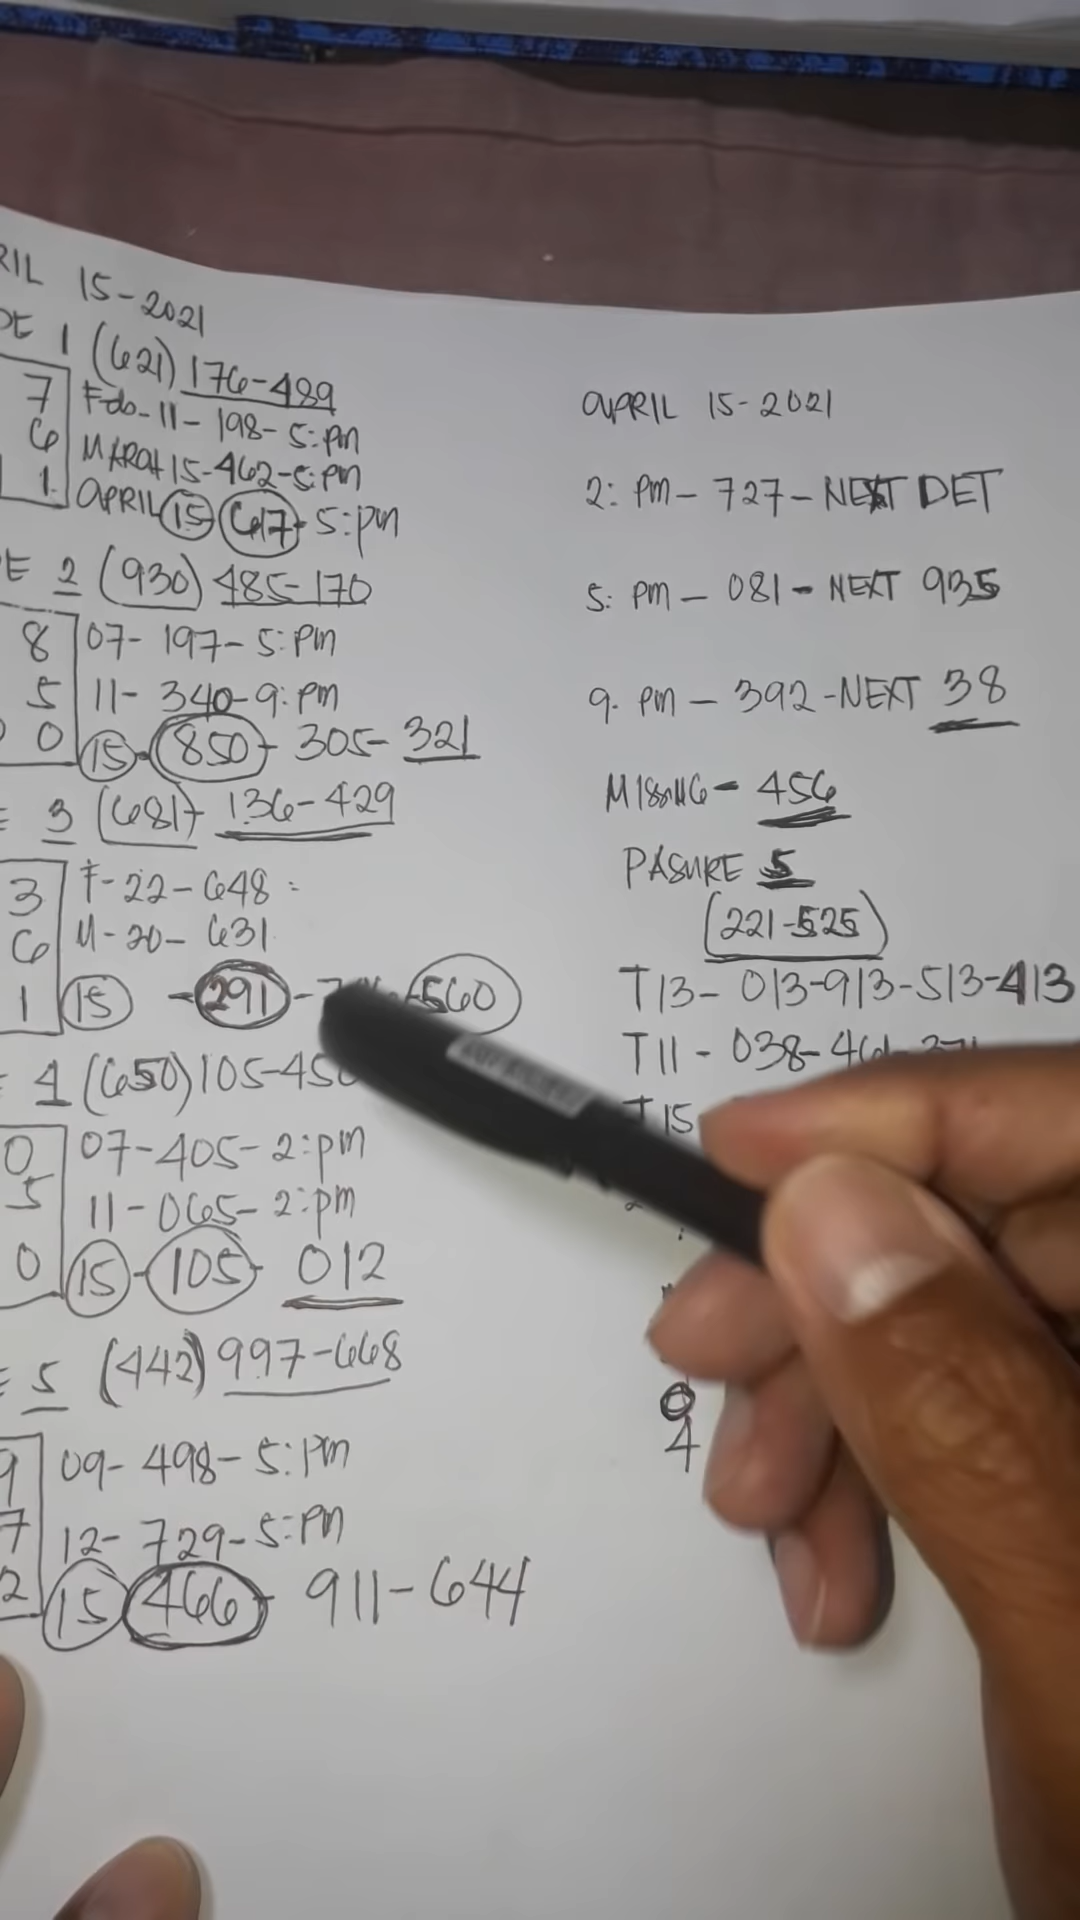 RIL 15-2021
DE 1 (621) 176-489
7 Feb-11-198-5:pm
6 MARCH 15-462-5:pm
1 APRIL 15 617-5:pm
E 2 (930) 485-170
8 07-197-5:pm
5 11-340-9:pm
0 15-850-305-321
3 (681)-136-429
3 F-22-648
6 M-20-631
1 15-291- -560
4 (650) 105-45
0 07-405-2:pm
5 11-065-2:pm
0 15-105-012
5 (442) 997-668
9 09-498-5:pm
7 12-729-5:pm
2 15 466-911-644
APRIL 15-2021
2:pm-727-NEXT DET
5:pm-081-NEXT 935
9.pm-392-NEXT 38
MISSING-456
PASURE 5
(221-525)
T13-013-913-513-413
T11-038-
T15
0
4